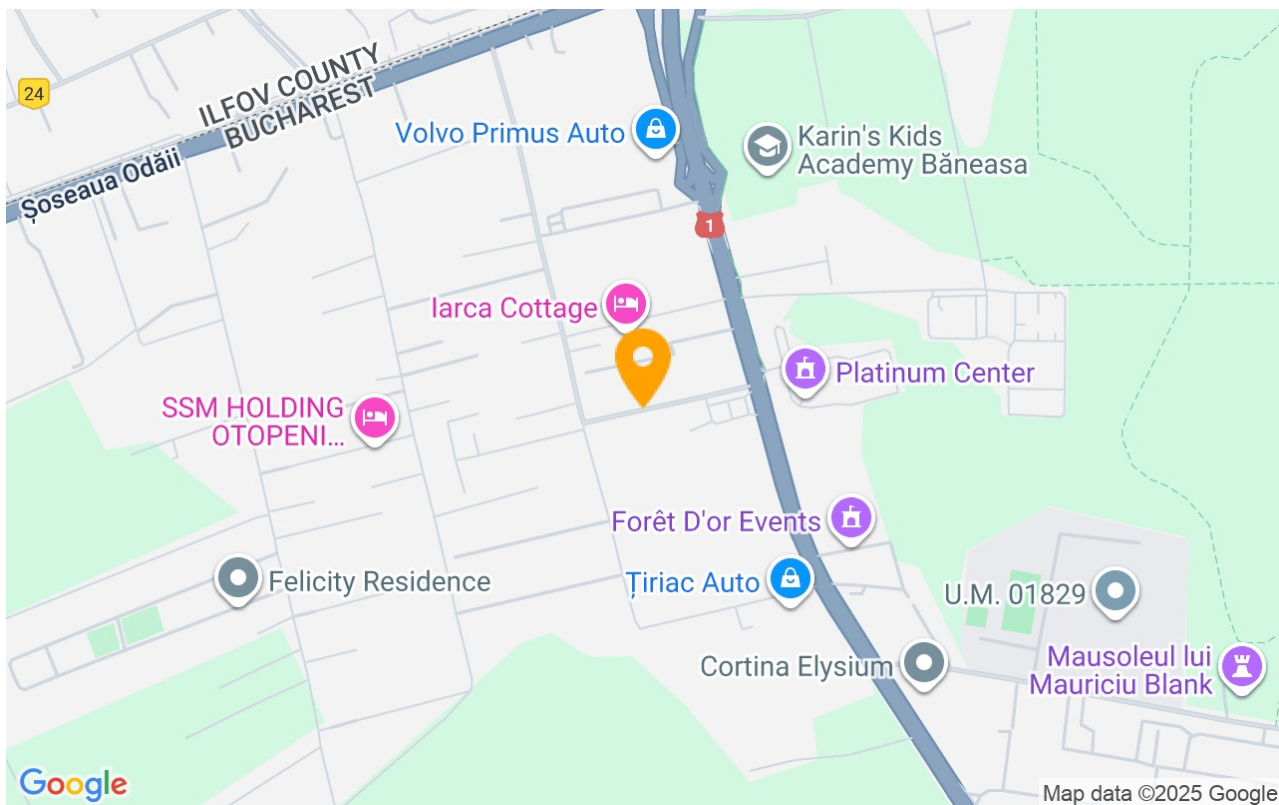 24
ILFOV COUNTY
BUCHAREST
Șoseaua Odăii
Volvo Primus Auto
Karin's Kids
Academy Băneasa
1
Iarca Cottage
Platinum Center
SSM HOLDING
OTOPENI...
Forêt D'or Events
Felicity Residence
Țiriac Auto
U.M. 01829
Cortina Elysium
Mausoleul lui
Mauriciu Blank
Google
Map data ©2025 Google